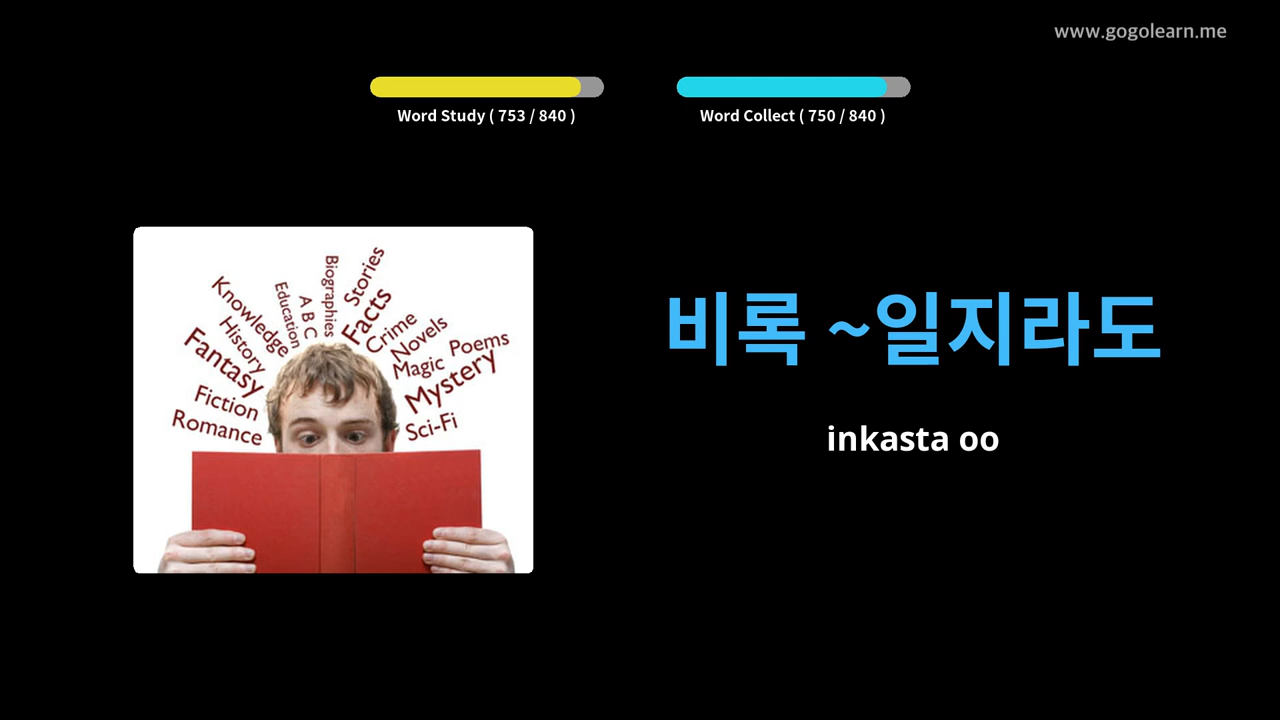 www.gogolearn.me
Word Study ( 753 / 840 )
Word Collect ( 750 / 840 )
Biographies
Stories
Knowledge
Education
A B C
Facts
History
Crime
Novels
Fantasy
Magic
Poems
Mystery
Fiction
Romance
Sci-Fi
비록 ~일지라도
inkasta oo